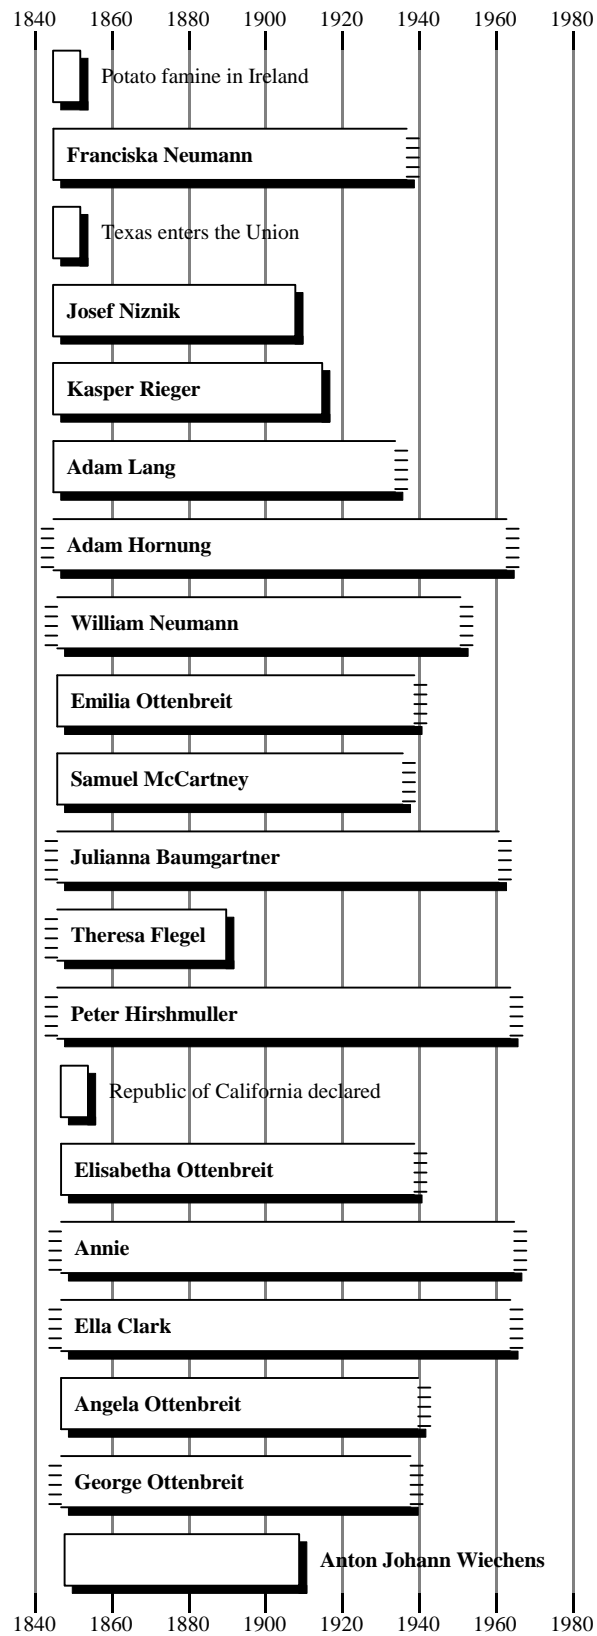 1840 1860 1880 1900 1920 1940 1960 1980
Potato famine in Ireland
Franciska Neumann
Texas enters the Union
Josef Niznik
Kasper Rieger
Adam Lang
Adam Hornung
William Neumann
Emilia Ottenbreit
Samuel McCartney
Julianna Baumgartner
Theresa Flegel
Peter Hirshmuller
Republic of California declared
Elisabetha Ottenbreit
Annie
Ella Clark
Angela Ottenbreit
George Ottenbreit
Anton Johann Wiechens
1840 1860 1880 1900 1920 1940 1960 1980